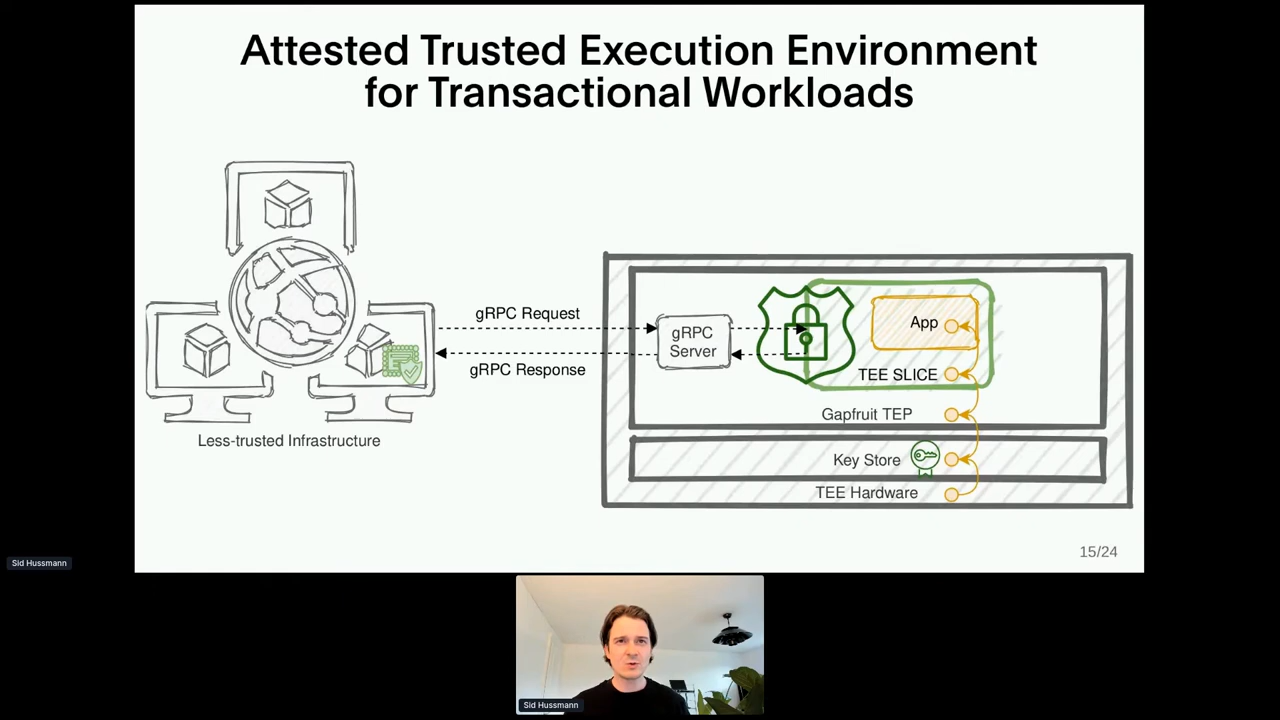 Attested Trusted Execution Environment
for Transactional Workloads
gRPC Request
gRPC Response
Less-trusted Infrastructure
gRPC
Server
App
TEE SLICE
Gapfruit TEP
Key Store
TEE Hardware
15/24
Sid Hussmann
Sid Hussmann